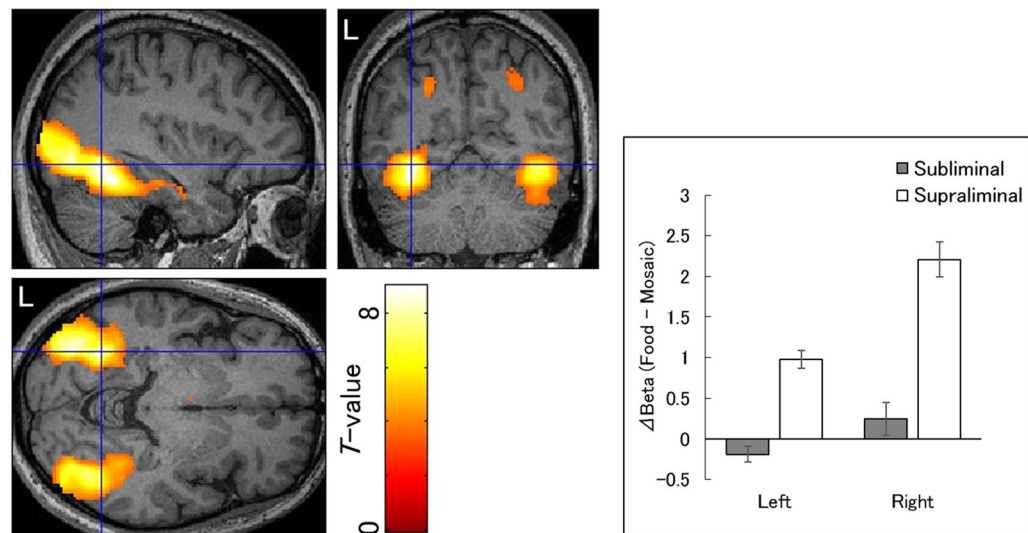 L
L
8
T-value
0
Subliminal
Supraliminal
3
2.5
2
1.5
1
0.5
0
-0.5
ΔBeta (Food - Mosaic)
Left Right